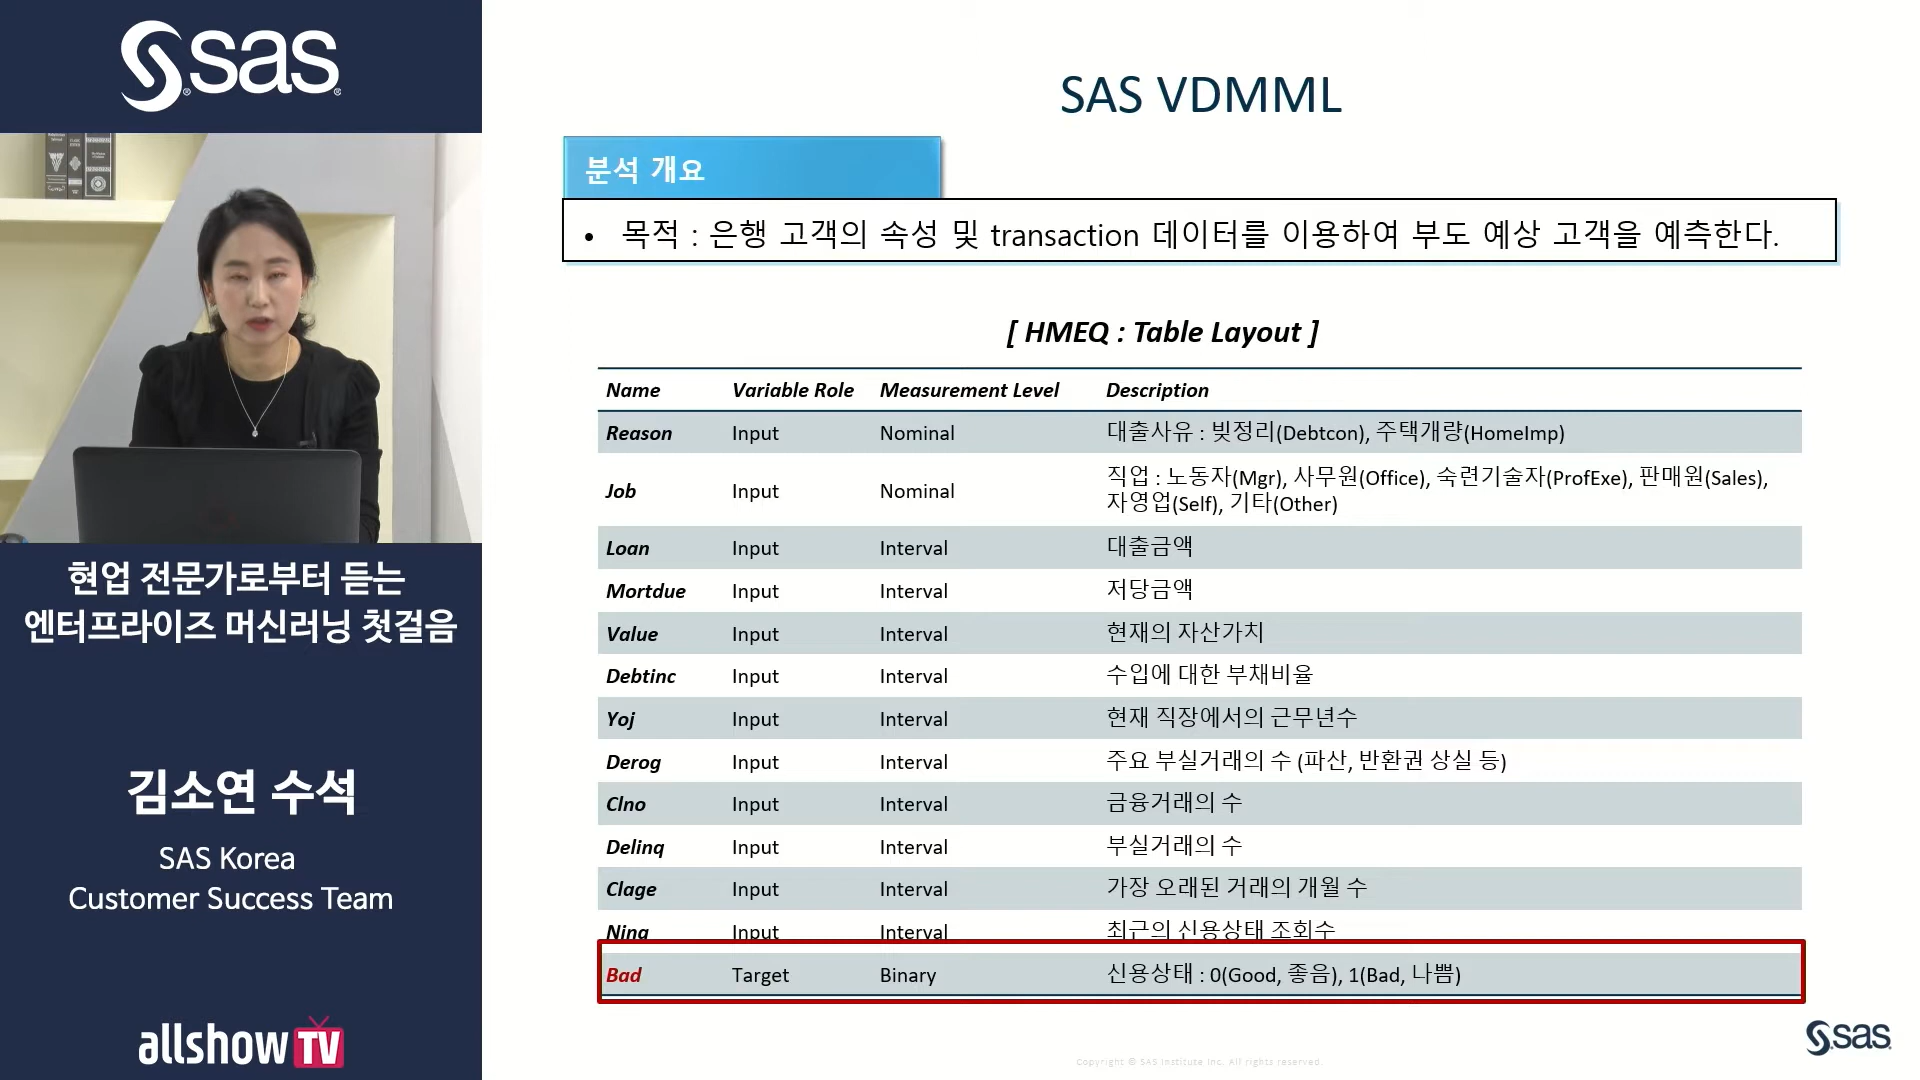 sas
현업 전문가로부터 듣는
엔터프라이즈 머신러닝 첫걸음
김소연 수석
SAS Korea
Customer Success Team
allshow TV
SAS VDMML
분석 개요
• 목적 : 은행 고객의 속성 및 transaction 데이터를 이용하여 부도 예상 고객을 예측한다.
[ HMEQ : Table Layout ]
Name Variable Role Measurement Level Description
Reason Input Nominal 대출사유 : 빚정리(Debtcon), 주택개량(HomeImp)
Job Input Nominal 직업 : 노동자(Mgr), 사무원(Office), 숙련기술자(ProfExe), 판매원(Sales),
자영업(Self), 기타(Other)
Loan Input Interval 대출금액
Mortdue Input Interval 저당금액
Value Input Interval 현재의 자산가치
Debtinc Input Interval 수입에 대한 부채비율
Yoj Input Interval 현재 직장에서의 근무년수
Derog Input Interval 주요 부실거래의 수 (파산, 반환권 상실 등)
Clno Input Interval 금융거래의 수
Delinq Input Interval 부실거래의 수
Clage Input Interval 가장 오래된 거래의 개월 수
Ninq Input Interval 최근의 신용상태 조회수
Bad Target Binary 신용상태 : 0(Good, 좋음), 1(Bad, 나쁨)
Copyright © SAS Institute Inc. All rights reserved.
sas